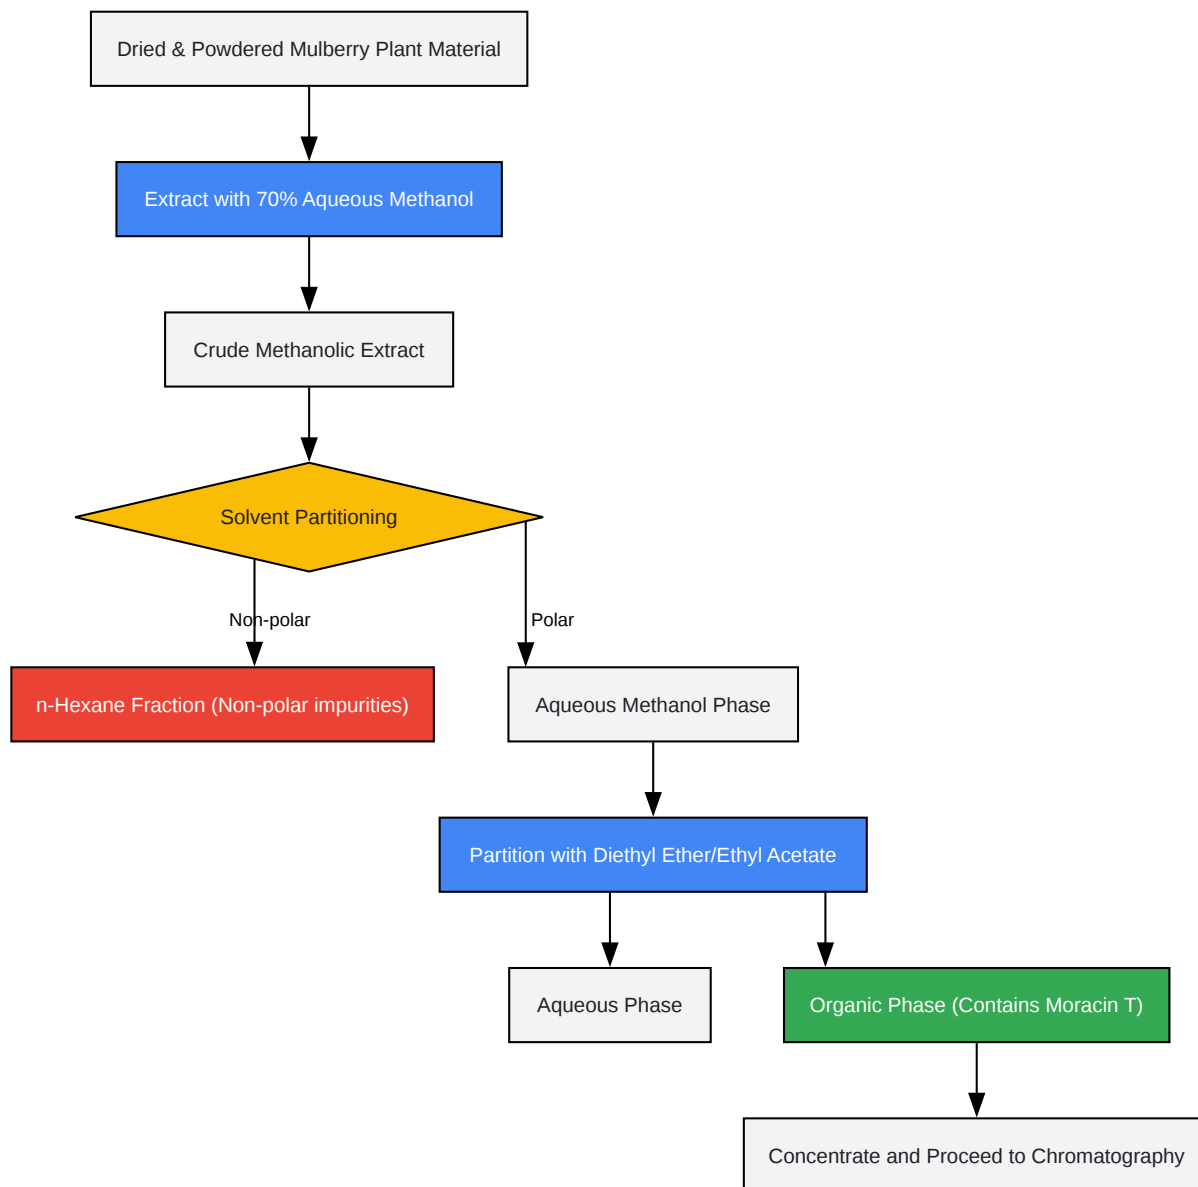 Dried & Powdered Mulberry Plant Material
Extract with 70% Aqueous Methanol
Crude Methanolic Extract
Solvent Partitioning
Non-polar
Polar
n-Hexane Fraction (Non-polar impurities)
Aqueous Methanol Phase
Partition with Diethyl Ether/Ethyl Acetate
Aqueous Phase
Organic Phase (Contains Moracin T)
Concentrate and Proceed to Chromatography